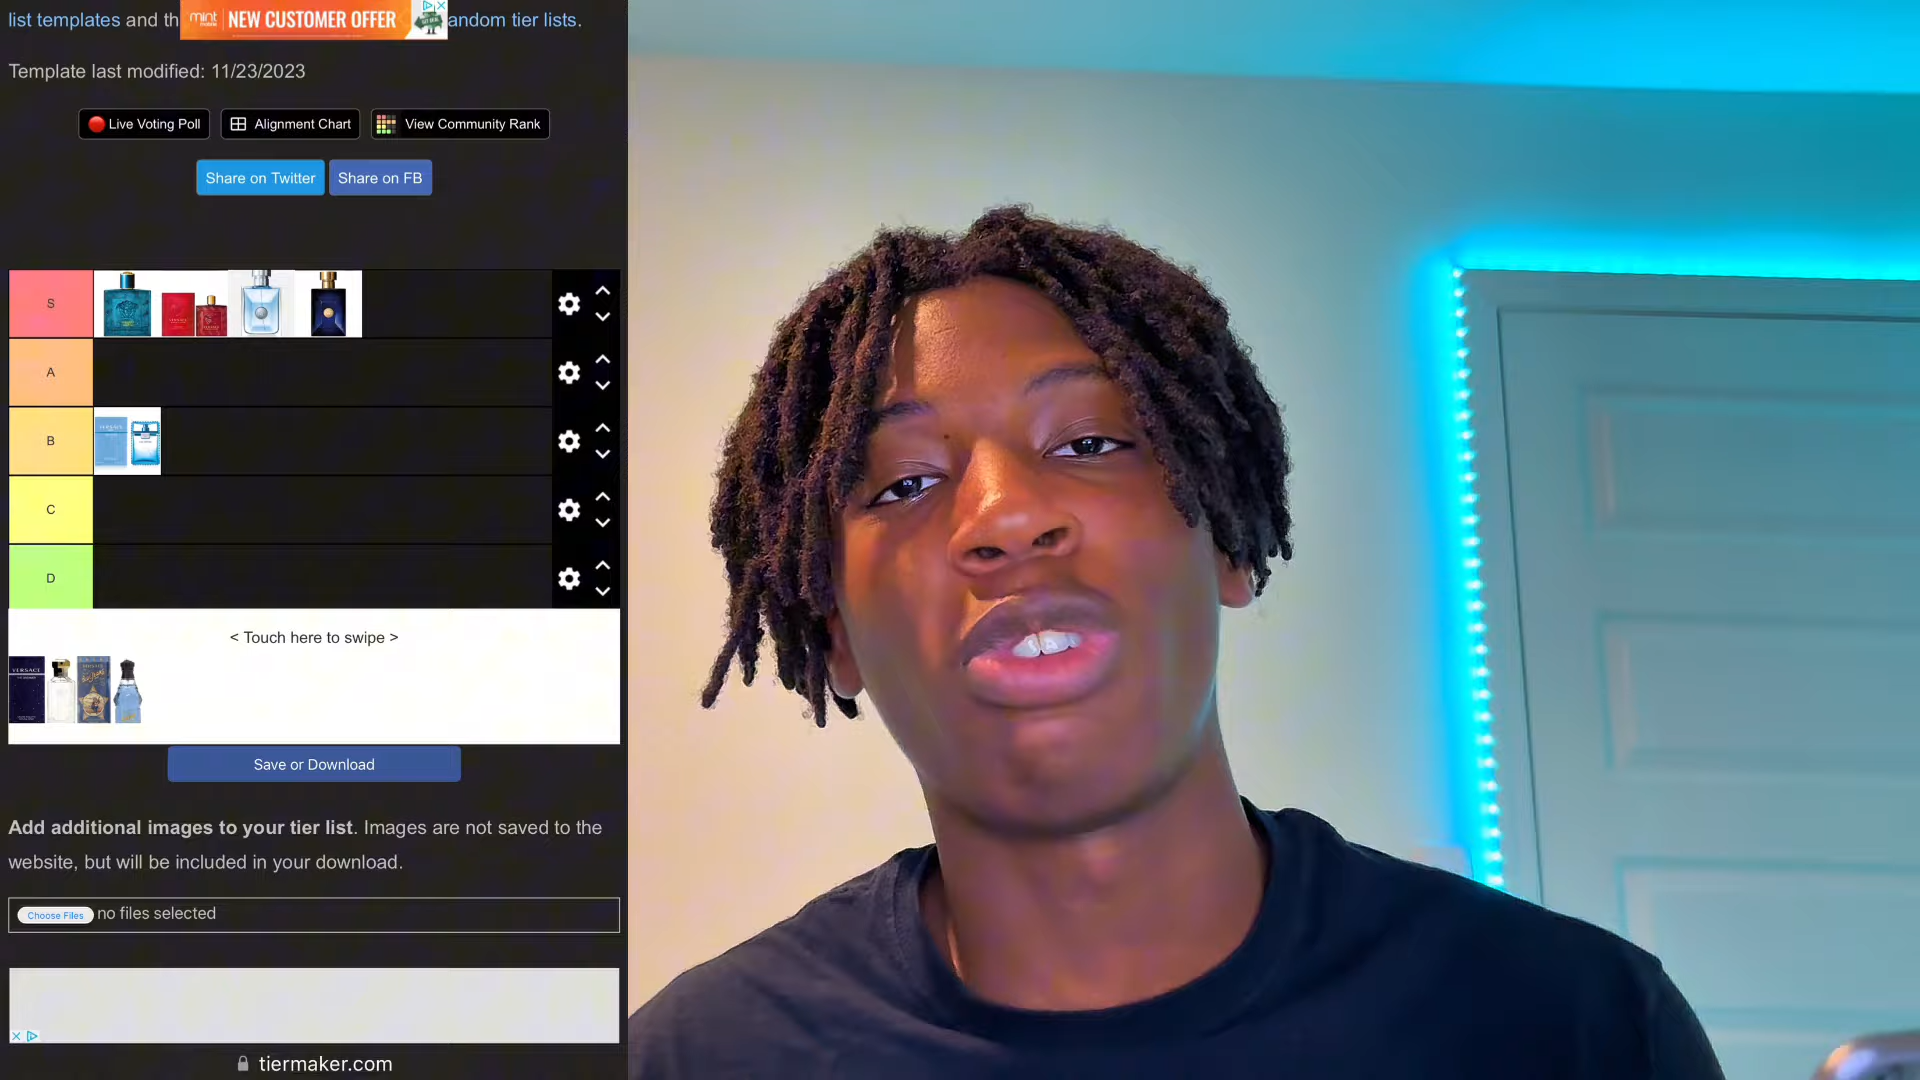 list templates and th
mint
NEW CUSTOMER OFFER
andom tier lists.
Template last modified: 11/23/2023
Live Voting Poll
Alignment Chart
View Community Rank
Share on Twitter
Share on FB
S
A
B
VERSACE
C
D
< Touch here to swipe >
VERSACE
Save or Download
Add additional images to your tier list. Images are not saved to the
website, but will be included in your download.
Choose Files no files selected
tiermaker.com